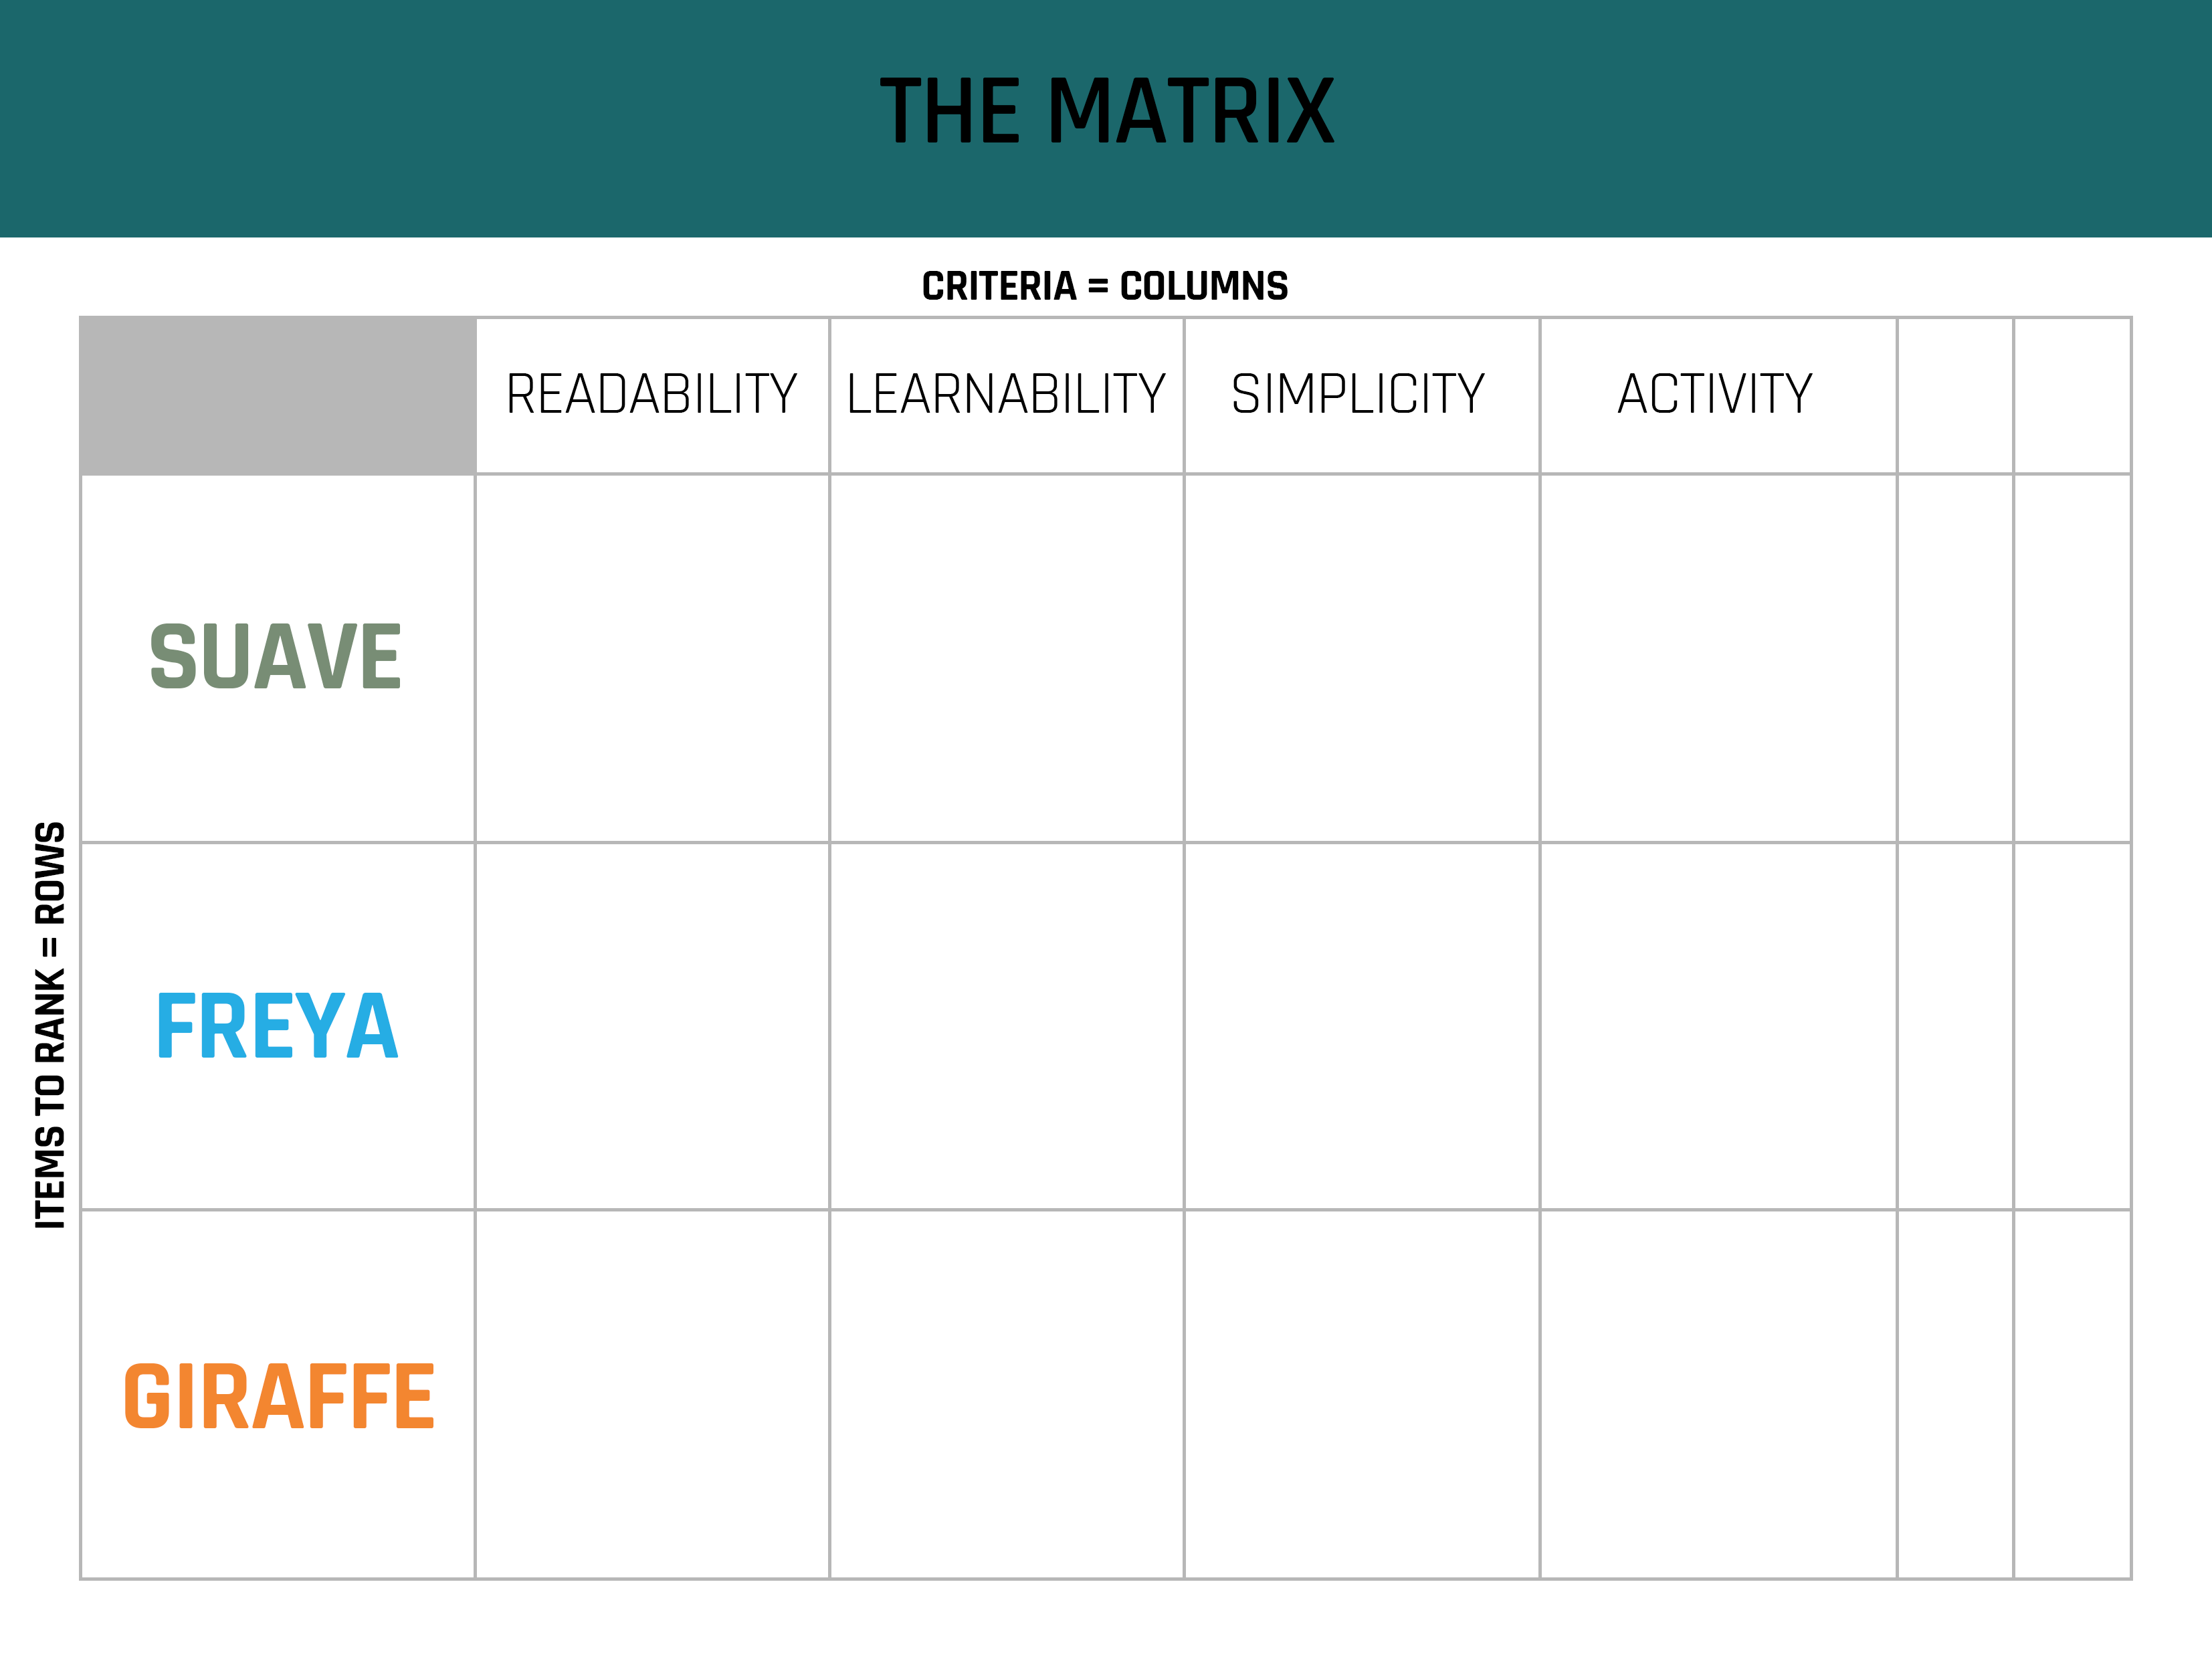 THE MATRIX
CRITERIA = COLUMNS
READABILITY LEARNABILITY SIMPLICITY ACTIVITY
ITEMS TO RANK = ROWS
SUAVE
FREYA
GIRAFFE